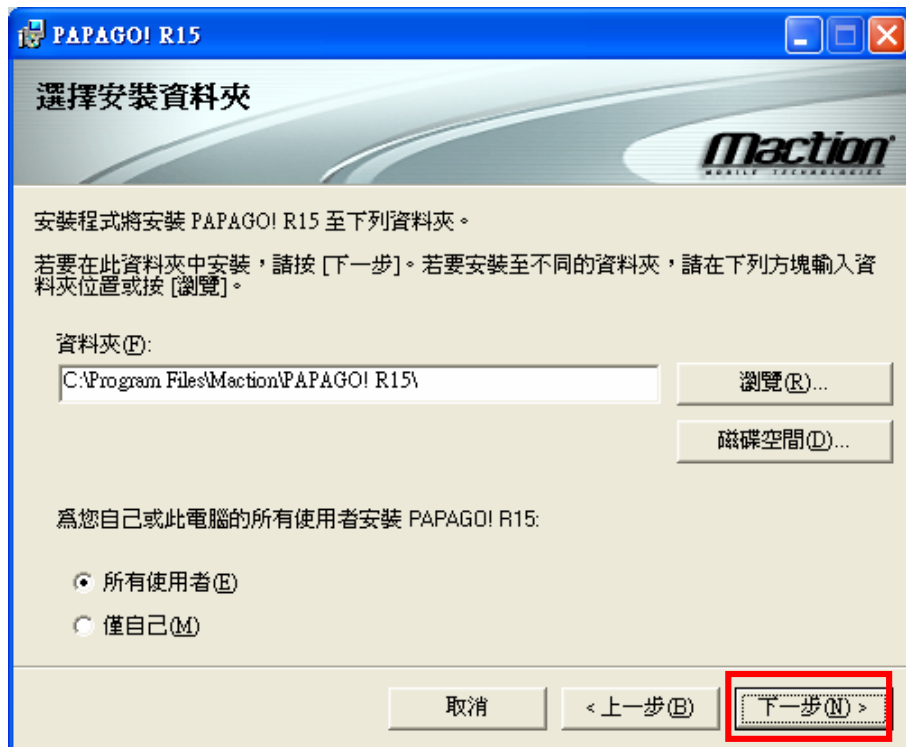 PAPAGO! R15
選擇安裝資料夾
Maction
MOBILE TECHNOLOGIES
安裝程式將安裝 PAPAGO! R15 至下列資料夾。
若要在此資料夾中安裝，請按 [下一步]。若要安裝至不同的資料夾，請在下列方塊輸入資
料夾位置或按 [瀏覽]。
資料夾(F):
C:\Program Files\Maction\PAPAGO! R15\
瀏覽(R)...
磁碟空間(D)...
為您自己或此電腦的所有使用者安裝 PAPAGO! R15:
所有使用者(E)
僅自己(M)
取消
<上一步(B)
下一步(N) >